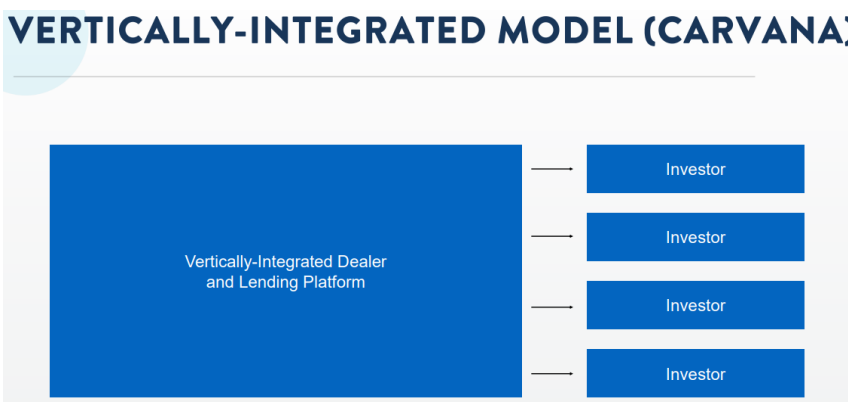 VERTICALLY-INTEGRATED MODEL (CARVANA)
Investor
Investor
Vertically-Integrated Dealer
and Lending Platform
Investor
Investor